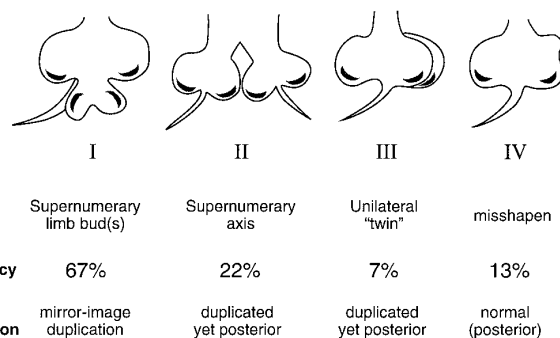 I II III IV
Supernumerary limb bud(s) Supernumerary axis Unilateral "twin" misshapen
cy 67% 22% 7% 13%
on mirror-image duplication duplicated yet posterior duplicated yet posterior normal (posterior)